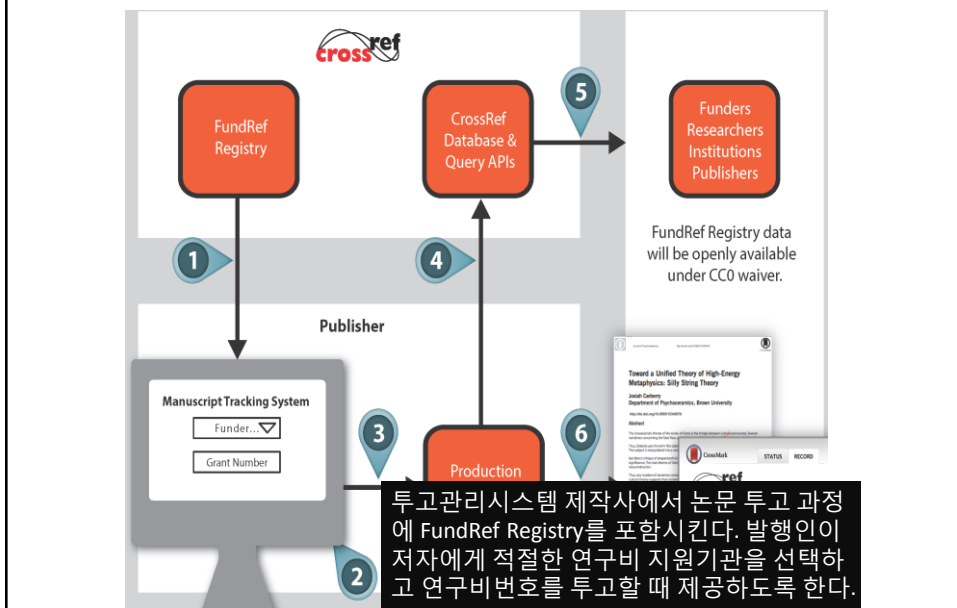 crossref
FundRef
Registry
CrossRef
Database &
Query APIs
5
Funders
Researchers
Institutions
Publishers
FundRef Registry data
will be openly available
under CC0 waiver.
1
4
Publisher
Manuscript Tracking System
Funder...
Grant Number
3
Production
6
2
Toward a Unified Theory of High-Energy
Metaphysics: Silly String Theory
Josiah Carberry
Department of Psychoceramics, Brown University
Abstract
CrossMark
STATUS RECORD
ref
투고관리시스템 제작사에서 논문 투고 과정
에 FundRef Registry를 포함시킨다. 발행인이
저자에게 적절한 연구비 지원기관을 선택하
고 연구비번호를 투고할 때 제공하도록 한다.